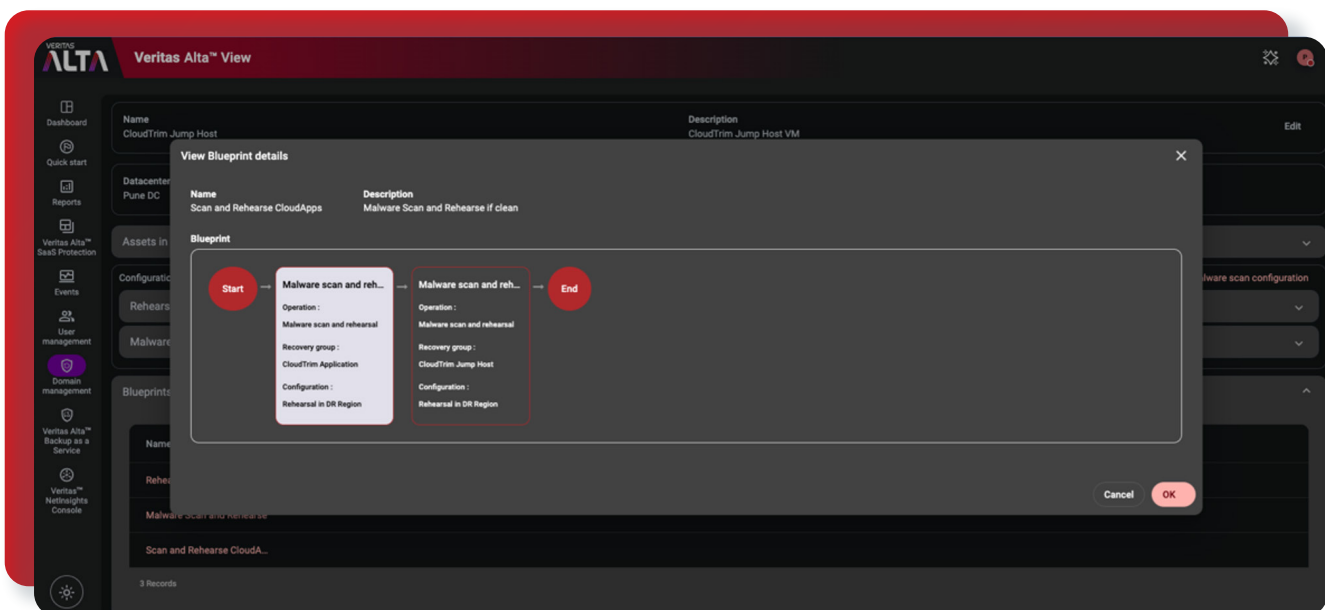 VERITAS
ALTA
Veritas Alta™ View
Dashboard
Quick start
Reports
Veritas Alta™
SaaS Protection
Events
User
management
Domain
management
Veritas Alta™
Backup as a
Service
Veritas™
NetInsights
Console
Name
CloudTrim Jump Host
Description
CloudTrim Jump Host VM
Edit
Datacenter
Pune DC
Assets in
Configuratio
lware scan configuration
Rehears
Malware
Blueprints
Name
Rehea
Malware Scan and Rehearse
Scan and Rehearse CloudA...
3 Records
View Blueprint details
Name
Scan and Rehearse CloudApps
Description
Malware Scan and Rehearse if clean
Blueprint
Start
Malware scan and reh...
Operation :
Malware scan and rehearsal
Recovery group :
CloudTrim Application
Configuration :
Rehearsal in DR Region
Malware scan and reh...
Operation :
Malware scan and rehearsal
Recovery group :
CloudTrim Jump Host
Configuration :
Rehearsal in DR Region
End
Cancel
OK